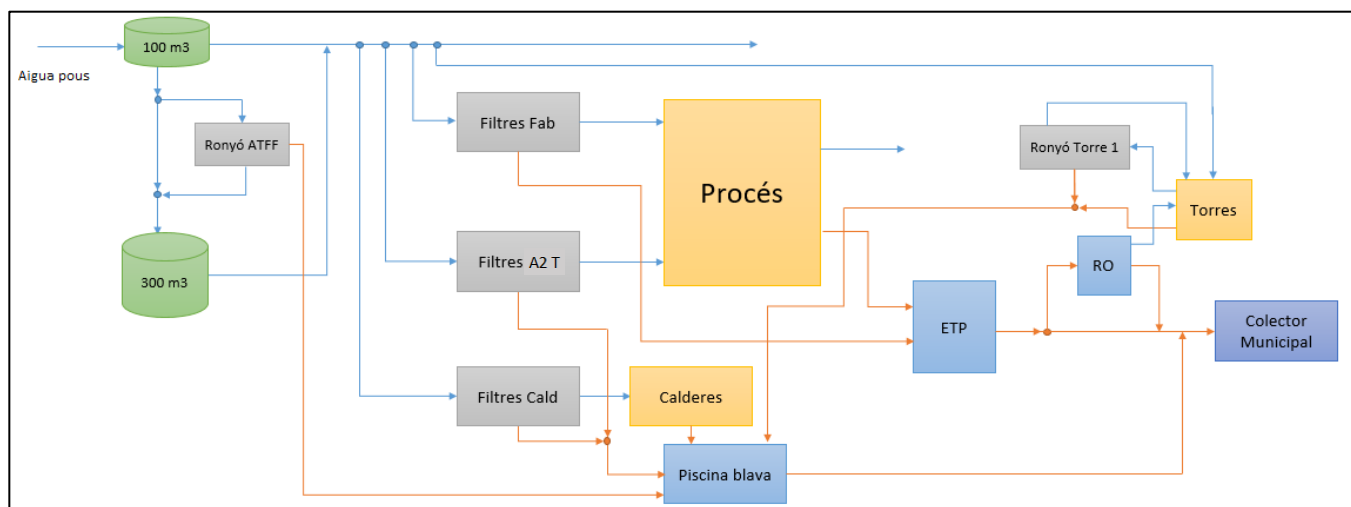 100 m3
Aigua pous
Ronyó ATFF
300 m3
Filtres Fab
Filtres A2 T
Filtres Cald
Procés
Calderes
Piscina blava
Ronyó Torre 1
Torres
RO
ETP
Colector
Municipal